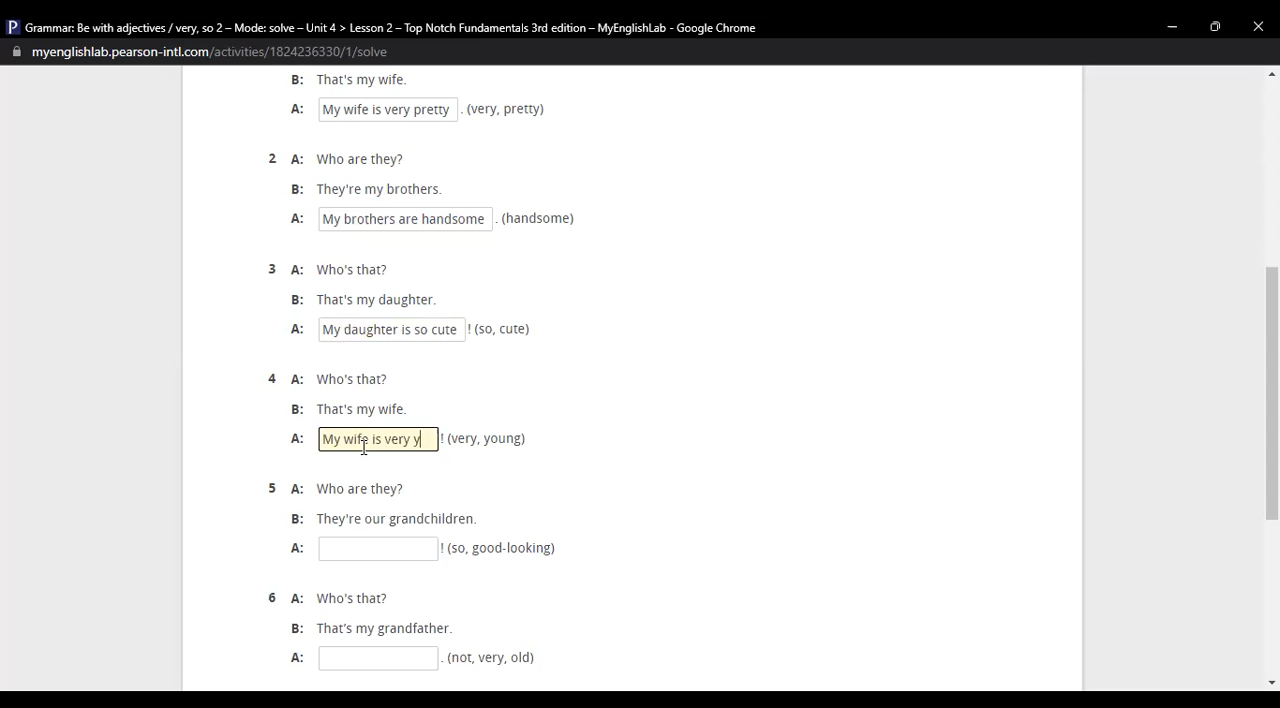 Grammar: Be with adjectives / very, so 2 – Mode: solve – Unit 4 > Lesson 2 – Top Notch Fundamentals 3rd edition – MyEnglishLab - Google Chrome
myenglishlab.pearson-intl.com/activities/1824236330/1/solve
B: That's my wife.
A: My wife is very pretty . (very, pretty)
2 A: Who are they?
B: They're my brothers.
A: My brothers are handsome . (handsome)
3 A: Who's that?
B: That's my daughter.
A: My daughter is so cute ! (so, cute)
4 A: Who's that?
B: That's my wife.
A: My wife is very y ! (very, young)
5 A: Who are they?
B: They're our grandchildren.
A: ! (so, good-looking)
6 A: Who's that?
B: That's my grandfather.
A: . (not, very, old)